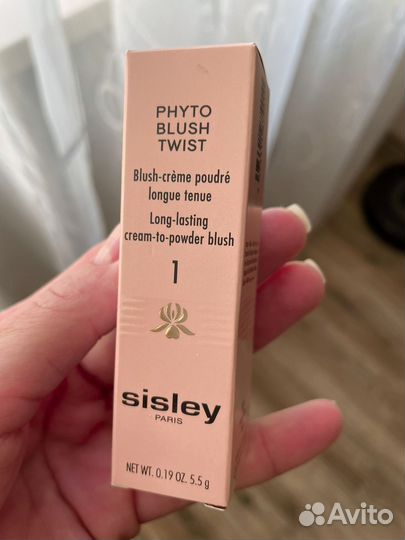 PHYTO
BLUSH
TWIST
Blush-crème poudré
longue tenue
Long-lasting
cream-to-powder blush
1
sisley
PARIS
NET WT. 0.19 OZ. 5.5 g
Avito